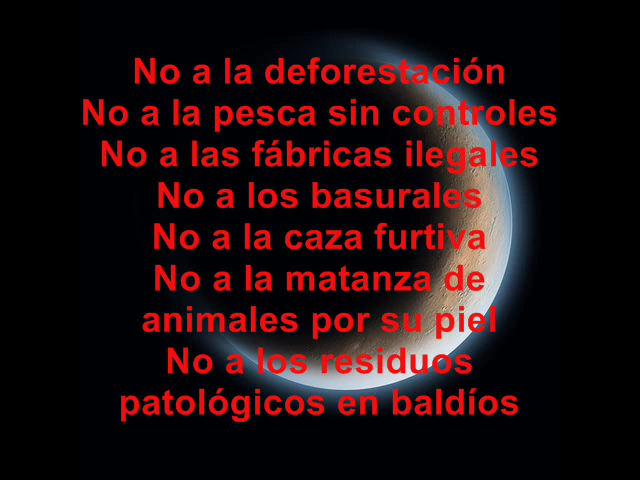 No a la deforestación
No a la pesca sin controles
No a las fábricas ilegales
No a los basurales
No a la caza furtiva
No a la matanza de
animales por su piel
No a los residuos
patológicos en baldíos